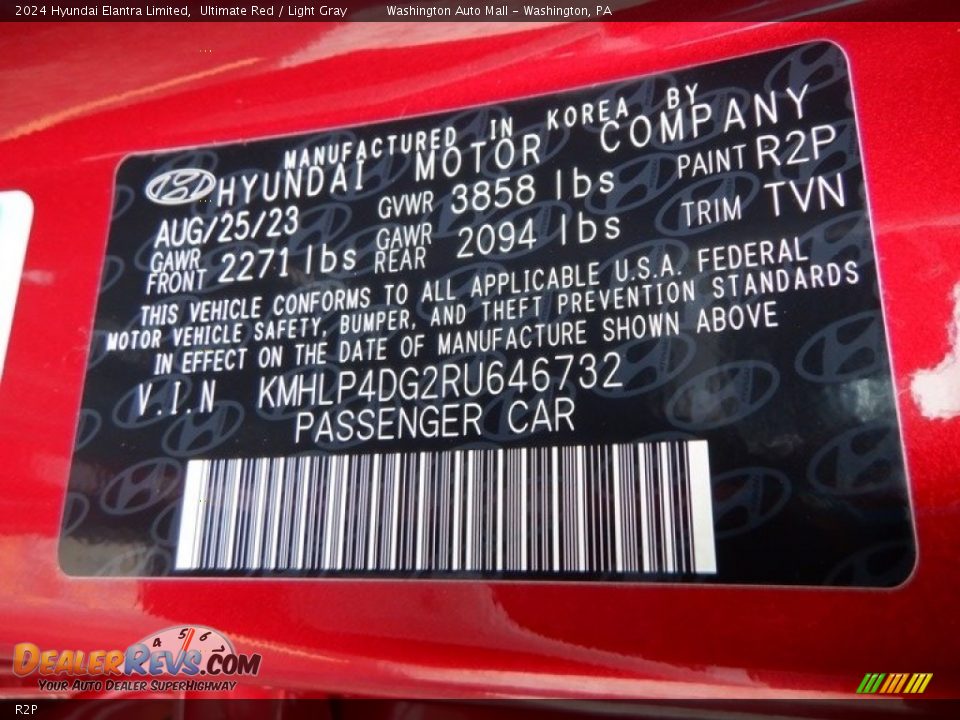 2024 Hyundai Elantra Limited, Ultimate Red / Light Gray Washington Auto Mall - Washington, PA
MANUFACTURED IN KOREA BY
HYUNDAI MOTOR COMPANY
AUG/25/23 GVWR 3858 lbs PAINT R2P
GAWR FRONT 2271 lbs GAWR REAR 2094 lbs TRIM TVN
THIS VEHICLE CONFORMS TO ALL APPLICABLE U.S.A. FEDERAL
MOTOR VEHICLE SAFETY, BUMPER, AND THEFT PREVENTION STANDARDS
IN EFFECT ON THE DATE OF MANUFACTURE SHOWN ABOVE
V.I.N KMHLP4DG2RU646732
PASSENGER CAR
4 5 6
DEALERREVS.COM
YOUR AUTO DEALER SUPERHIGHWAY
R2P